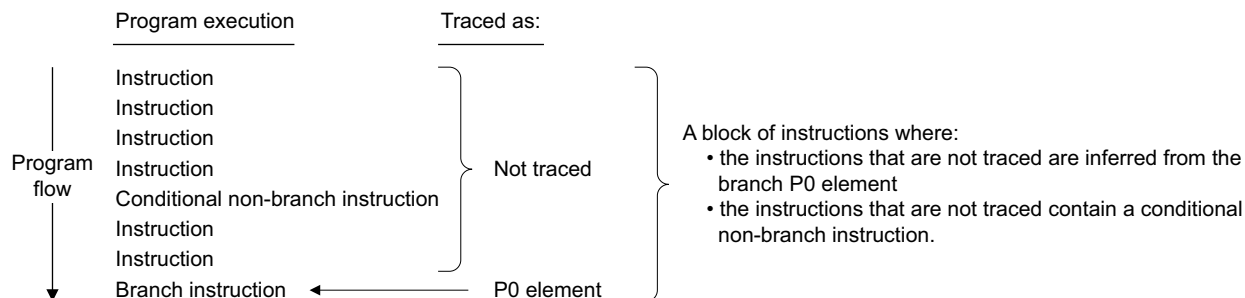 Program execution
Traced as:
Instruction
Instruction
Instruction
Instruction
Conditional non-branch instruction
Instruction
Instruction
Branch instruction
Program
flow
Not traced
P0 element
A block of instructions where:
• the instructions that are not traced are inferred from the
branch P0 element
• the instructions that are not traced contain a conditional
non-branch instruction.